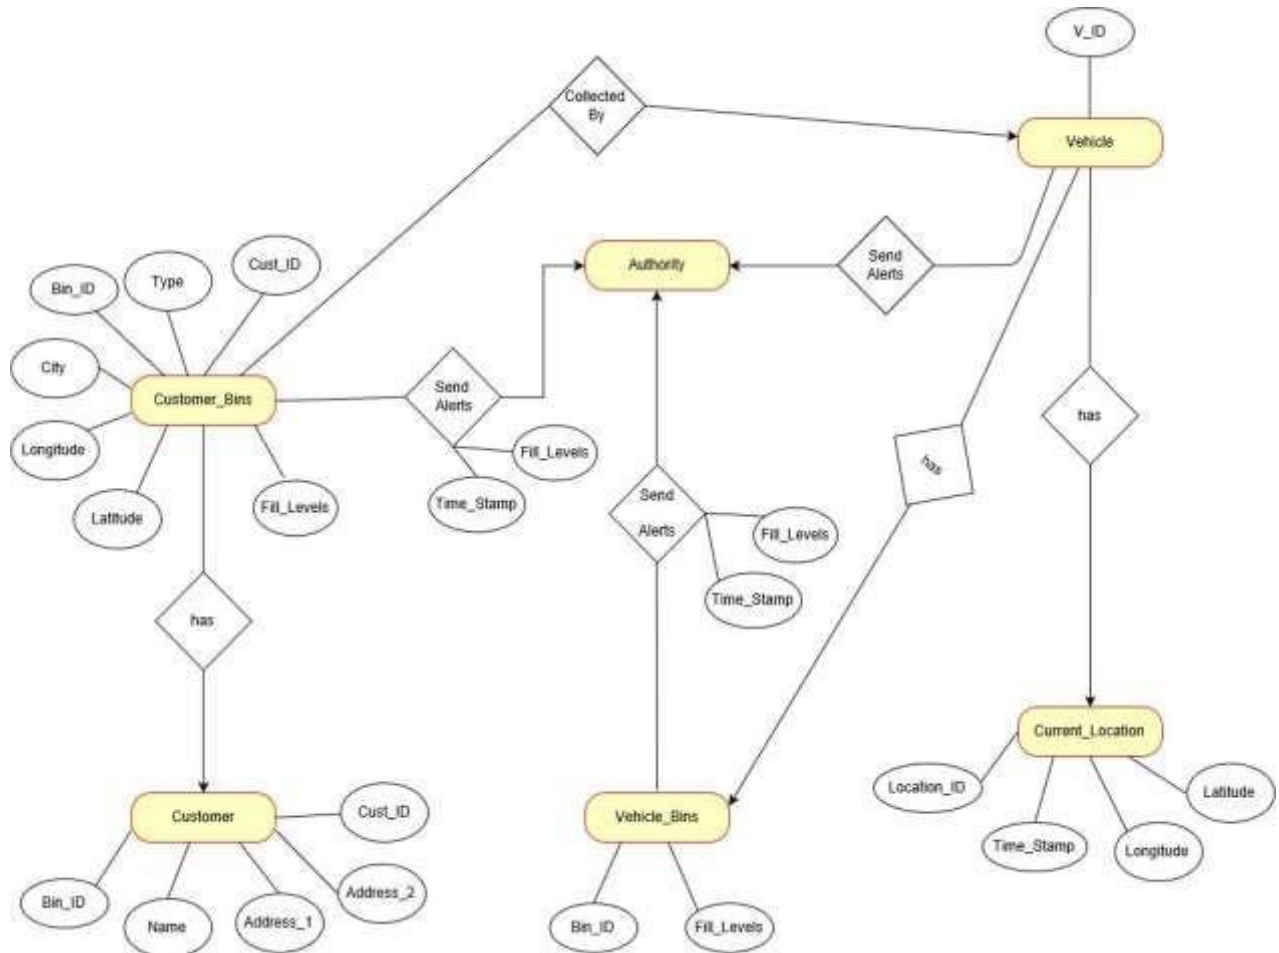 V_ID
Collected
By
Vehicle
Cust_ID
Type
Bin_ID
Authority
Send
Alerts
City
Customer_Bins
Send
Alerts
has
Longitude
Fill_Levels
has
Latitude
Fill_Levels
Time_Stamp
Send
Alerts
Fill_Levels
Time_Stamp
has
Current_Location
Location_ID
Latitude
Customer
Cust_ID
Vehicle_Bins
Time_Stamp
Longitude
Bin_ID
Name
Address_1
Address_2
Bin_ID
Fill_Levels